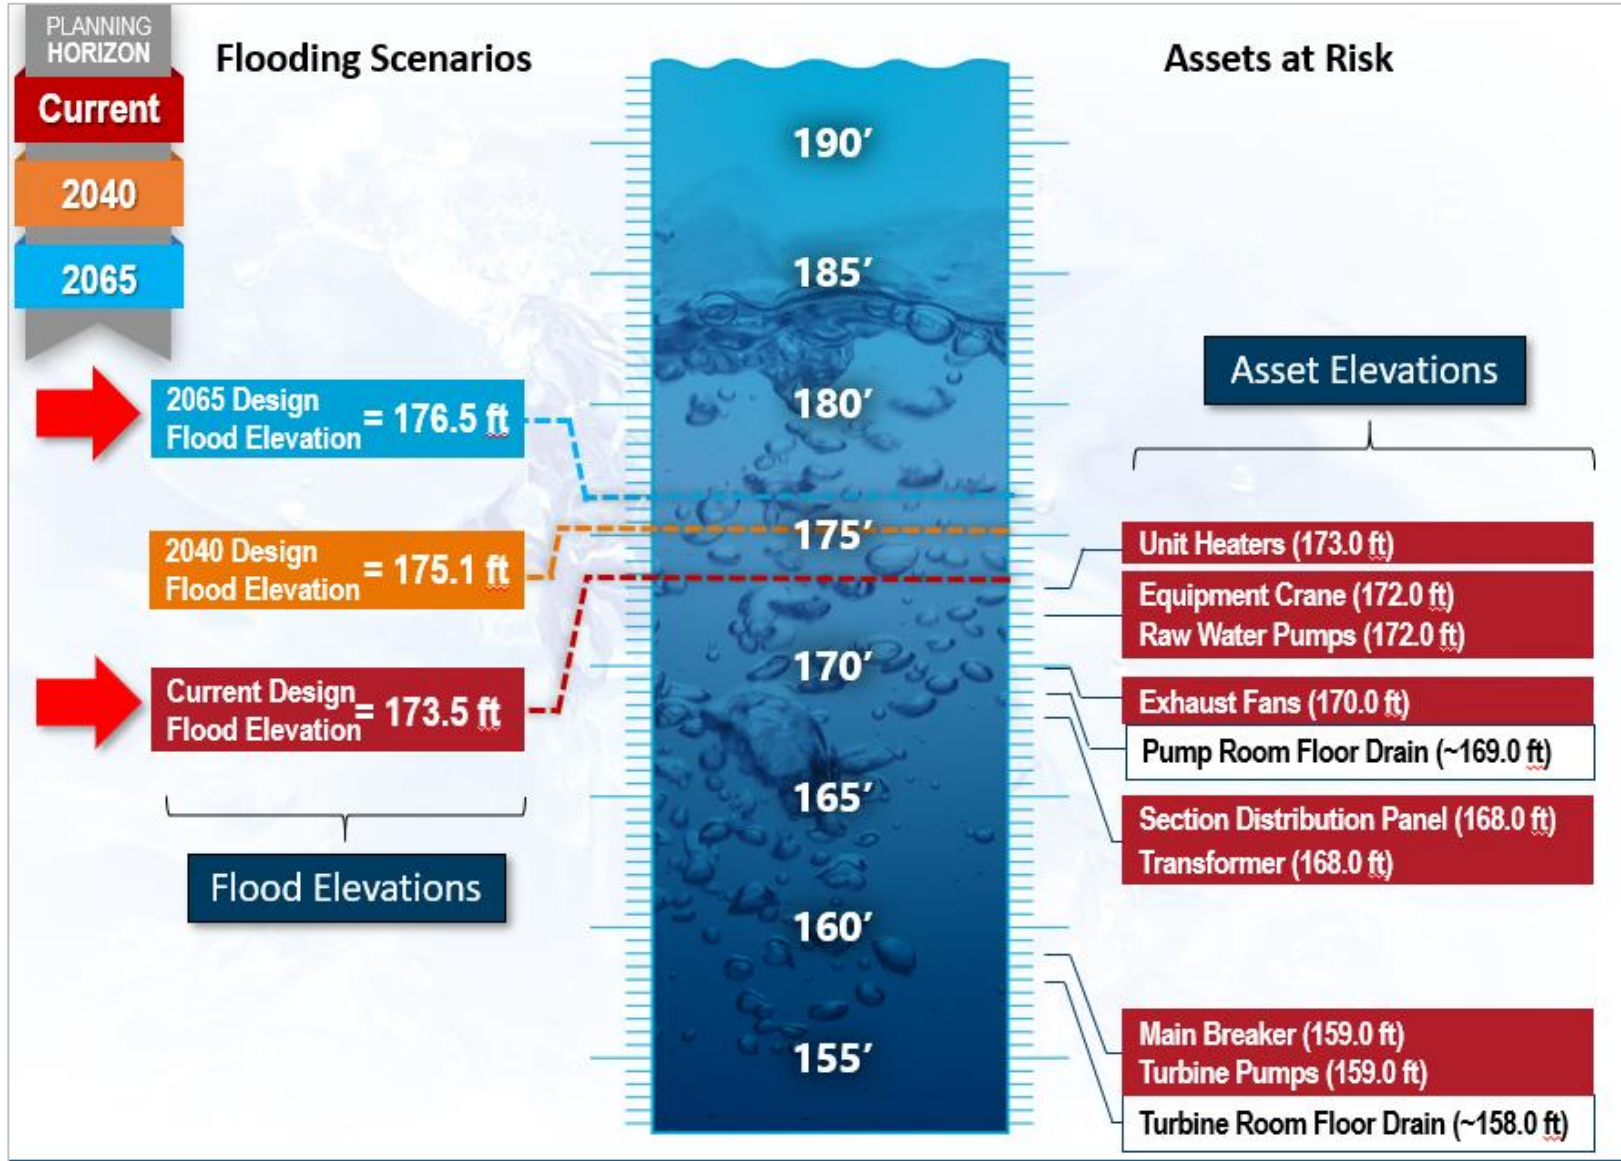 PLANNING
HORIZON
Current
2040
2065
Flooding Scenarios
Assets at Risk
2065 Design
Flood Elevation = 176.5 ft
2040 Design
Flood Elevation = 175.1 ft
Current Design
Flood Elevation = 173.5 ft
Flood Elevations
190′
185′
180′
175′
170′
165′
160′
155′
Asset Elevations
Unit Heaters (173.0 ft)
Equipment Crane (172.0 ft)
Raw Water Pumps (172.0 ft)
Exhaust Fans (170.0 ft)
Pump Room Floor Drain (~169.0 ft)
Section Distribution Panel (168.0 ft)
Transformer (168.0 ft)
Main Breaker (159.0 ft)
Turbine Pumps (159.0 ft)
Turbine Room Floor Drain (~158.0 ft)